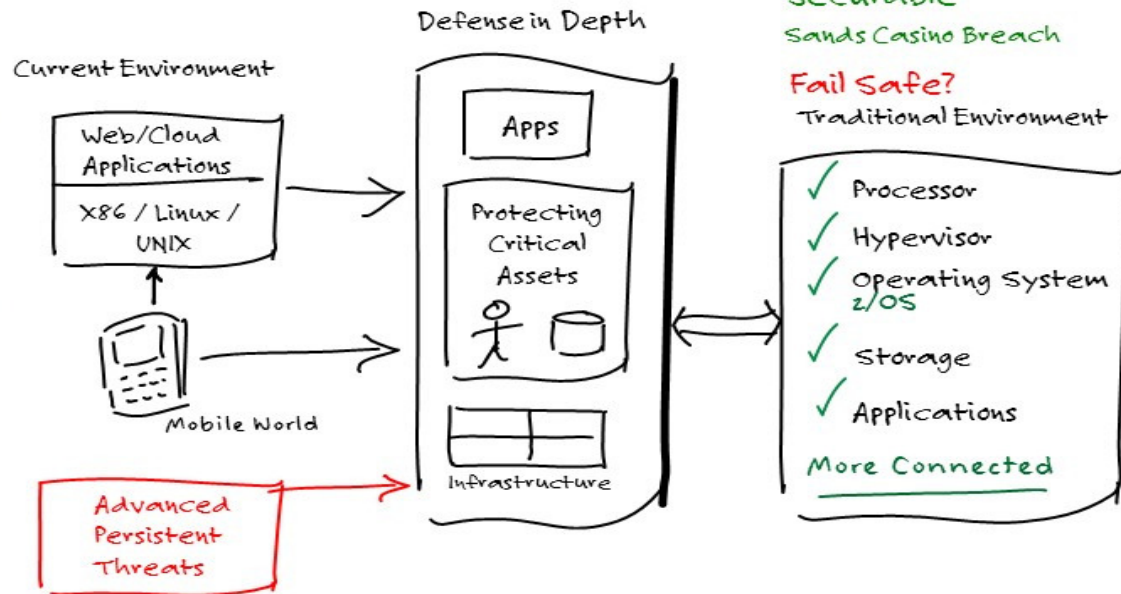 Securable
Sands Casino Breach
Fail Safe?
Traditional Environment
Defense in Depth
Current Environment
Web/Cloud
Applications
X86 / Linux /
UNIX
Mobile World
Advanced
Persistent
Threats
Apps
Protecting
Critical
Assets
Infrastructure
Processor
Hypervisor
Operating System
z/OS
Storage
Applications
More Connected